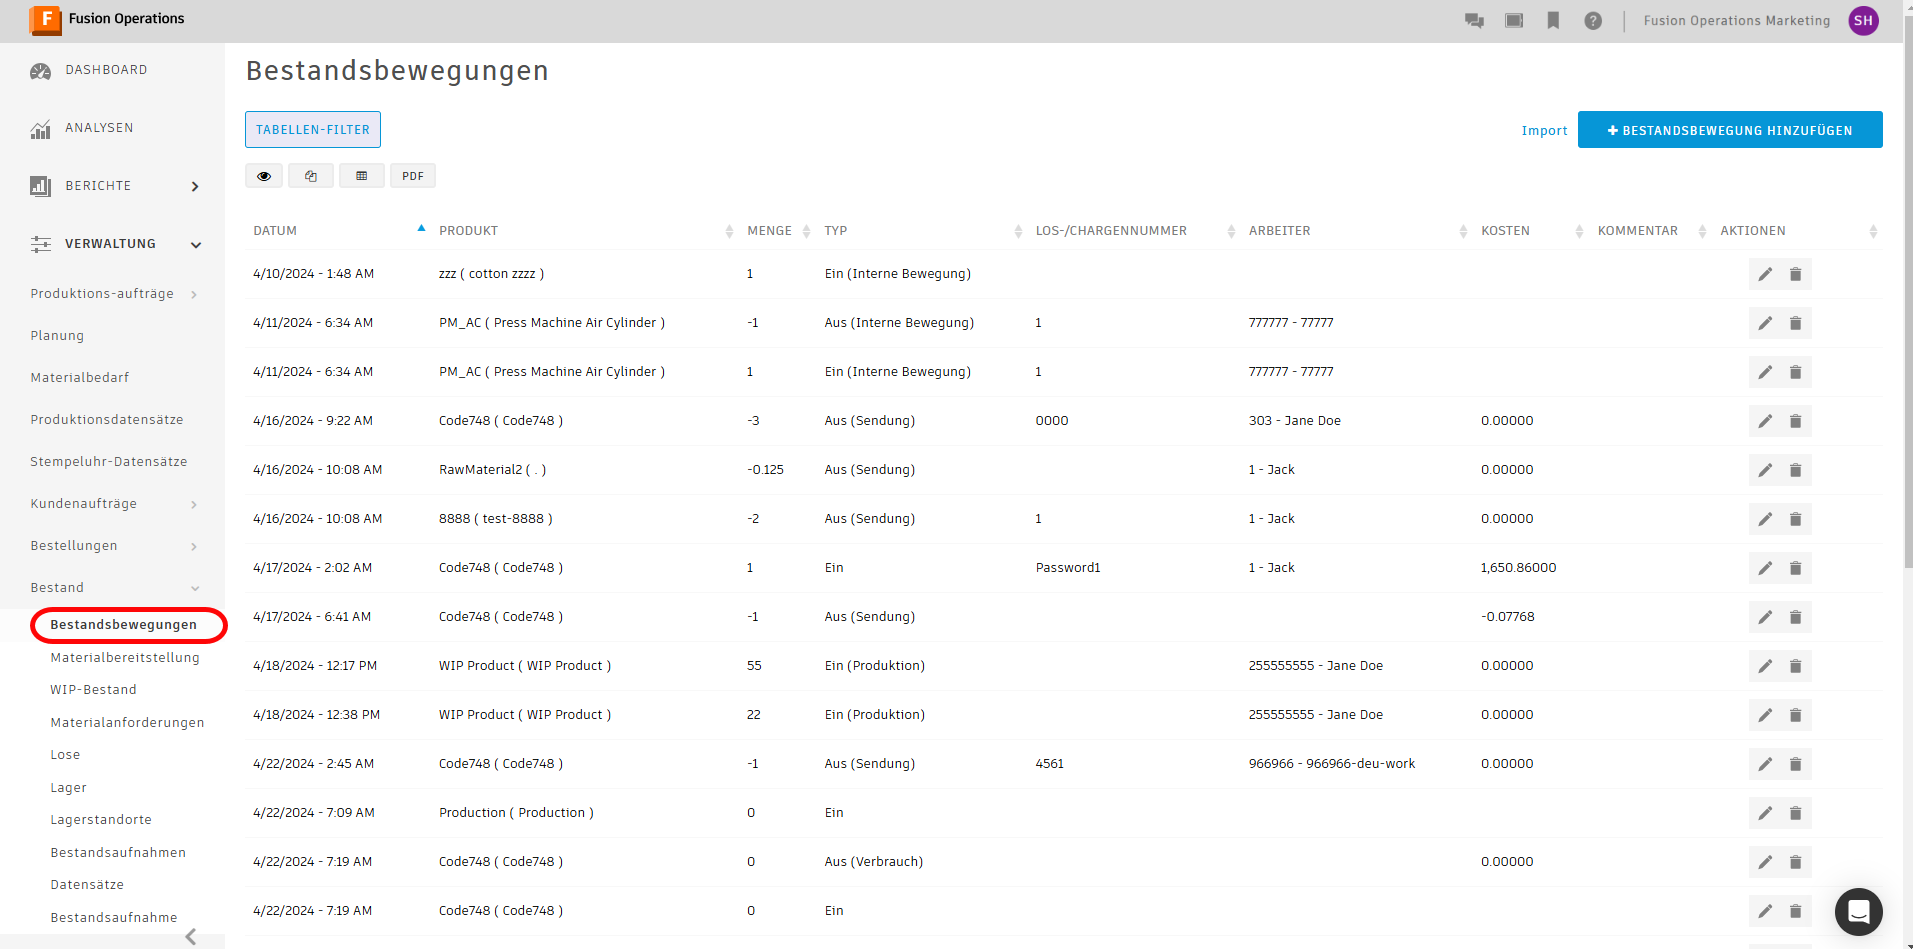 F Fusion Operations
Fusion Operations Marketing SH
DASHBOARD
ANALYSEN
BERICHTE
VERWALTUNG
Produktions-aufträge
Planung
Materialbedarf
Produktionsdatensätze
Stempeluhr-Datensätze
Kundenaufträge
Bestellungen
Bestand
Bestandsbewegungen
Materialbereitstellung
WIP-Bestand
Materialanforderungen
Lose
Lager
Lagerstandorte
Bestandsaufnahmen
Datensätze
Bestandsaufnahme
Bestandsbewegungen
TABELLEN-FILTER
Import
+ BESTANDSBEWEGUNG HINZUFÜGEN
PDF
DATUM PRODUKT MENGE TYP LOS-/CHARGENNUMMER ARBEITER KOSTEN KOMMENTAR AKTIONEN
4/10/2024 - 1:48 AM zzz ( cotton zzzz ) 1 Ein (Interne Bewegung)
4/11/2024 - 6:34 AM PM_AC ( Press Machine Air Cylinder ) -1 Aus (Interne Bewegung) 1 777777 - 77777
4/11/2024 - 6:34 AM PM_AC ( Press Machine Air Cylinder ) 1 Ein (Interne Bewegung) 1 777777 - 77777
4/16/2024 - 9:22 AM Code748 ( Code748 ) -3 Aus (Sendung) 0000 303 - Jane Doe 0.00000
4/16/2024 - 10:08 AM RawMaterial2 ( . ) -0.125 Aus (Sendung) 1 - Jack 0.00000
4/16/2024 - 10:08 AM 8888 ( test-8888 ) -2 Aus (Sendung) 1 1 - Jack 0.00000
4/17/2024 - 2:02 AM Code748 ( Code748 ) 1 Ein Password1 1 - Jack 1,650.86000
4/17/2024 - 6:41 AM Code748 ( Code748 ) -1 Aus (Sendung) -0.07768
4/18/2024 - 12:17 PM WIP Product ( WIP Product ) 55 Ein (Produktion) 255555555 - Jane Doe 0.00000
4/18/2024 - 12:38 PM WIP Product ( WIP Product ) 22 Ein (Produktion) 255555555 - Jane Doe 0.00000
4/22/2024 - 2:45 AM Code748 ( Code748 ) -1 Aus (Sendung) 4561 966966 - 966966-deu-work 0.00000
4/22/2024 - 7:09 AM Production ( Production ) 0 Ein
4/22/2024 - 7:19 AM Code748 ( Code748 ) 0 Aus (Verbrauch) 0.00000
4/22/2024 - 7:19 AM Code748 ( Code748 ) 0 Ein